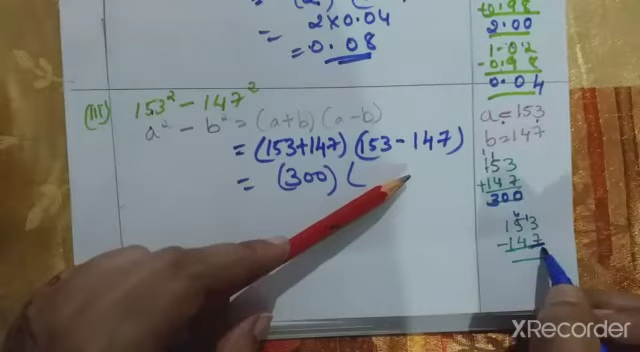 = (2) (
- 2×0.04
= 0.08
(III) 153² - 147²
a² - b² = (a+b) (a-b)
= (153+147) (153-147)
= (300) (
+0.98
2.00
1.02
-0.98
0.04
a=153
b=147
153
+147
300
153
-147
XRecorder